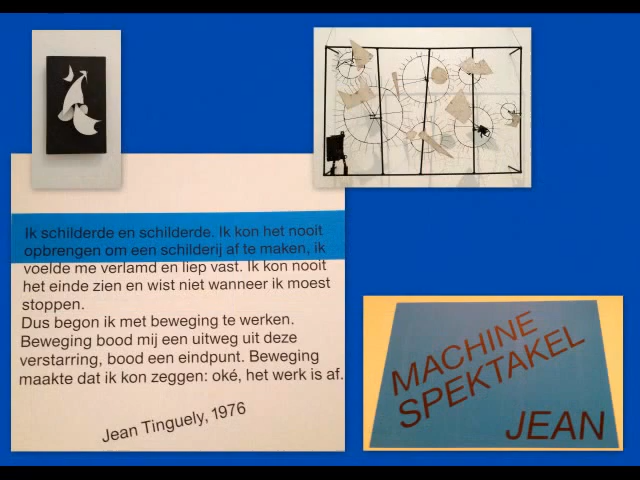 Ik schilderde en schilderde. Ik kon het nooit
opbrengen om een schilderij af te maken, ik
voelde me verlamd en liep vast. Ik kon nooit
het einde zien en wist niet wanneer ik moest
stoppen.
Dus begon ik met beweging te werken.
Beweging bood mij een uitweg uit deze
verstarring, bood een eindpunt. Beweging
maakte dat ik kon zeggen: oké, het werk is af.
Jean Tinguely, 1976
MACHINE
SPEKTAKEL
JEAN